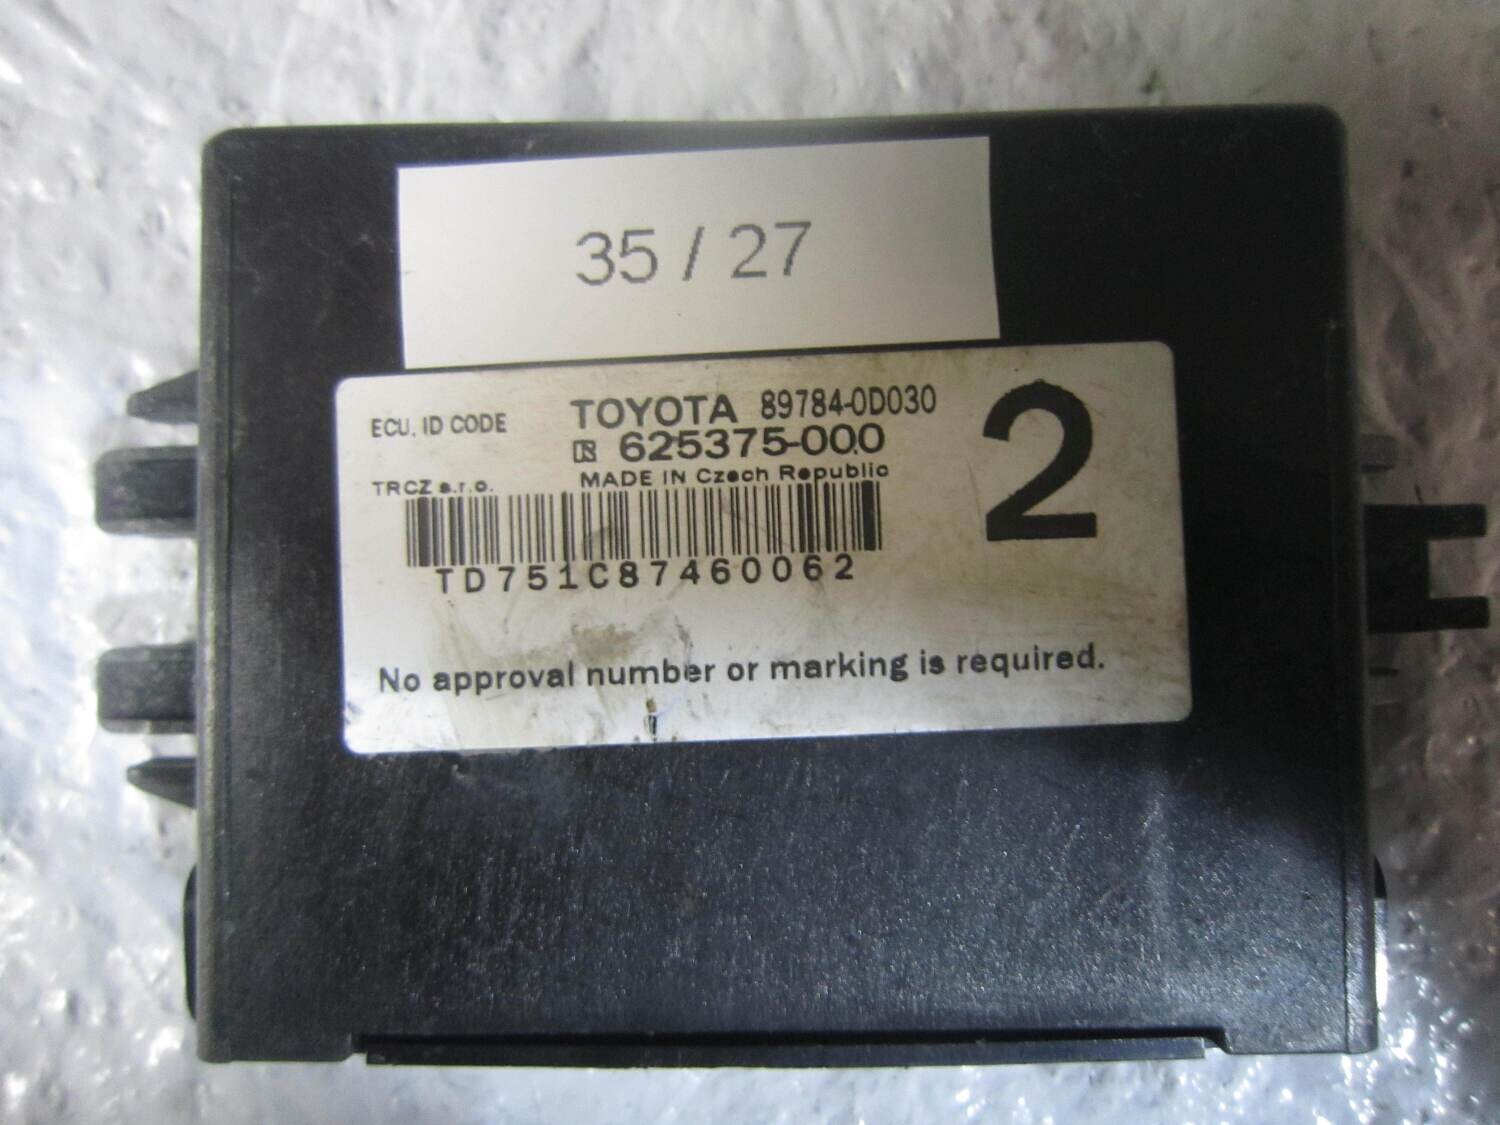 35 / 27
ECU. ID CODE TOYOTA 89784-0D030 2
R 625375-000
TRCZ s.r.o. MADE IN Czech Republic
TD751C87460062
No approval number or marking is required.